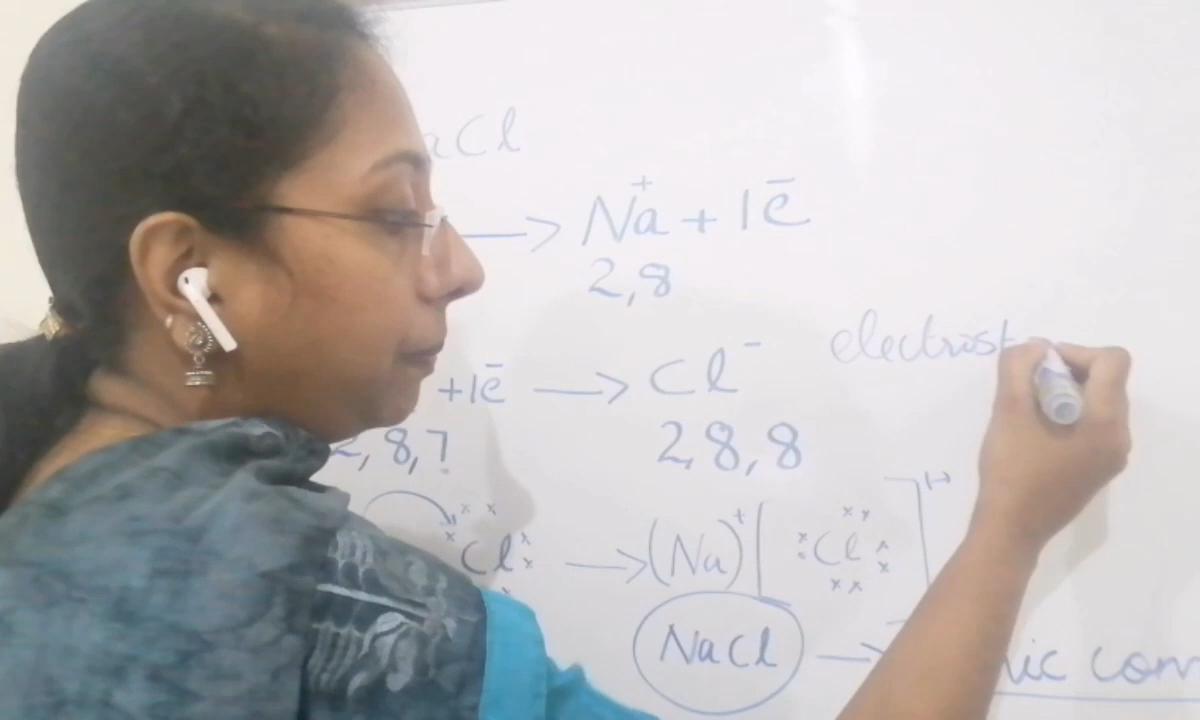 aCl
⟶ Na⁺ + 1e⁻
2,8
+1e⁻ ⟶ Cl⁻
electrost
2,8,7 2,8,8
Cl ⟶ (Na)⁺ [Cl]
NaCl ⟶ nic com